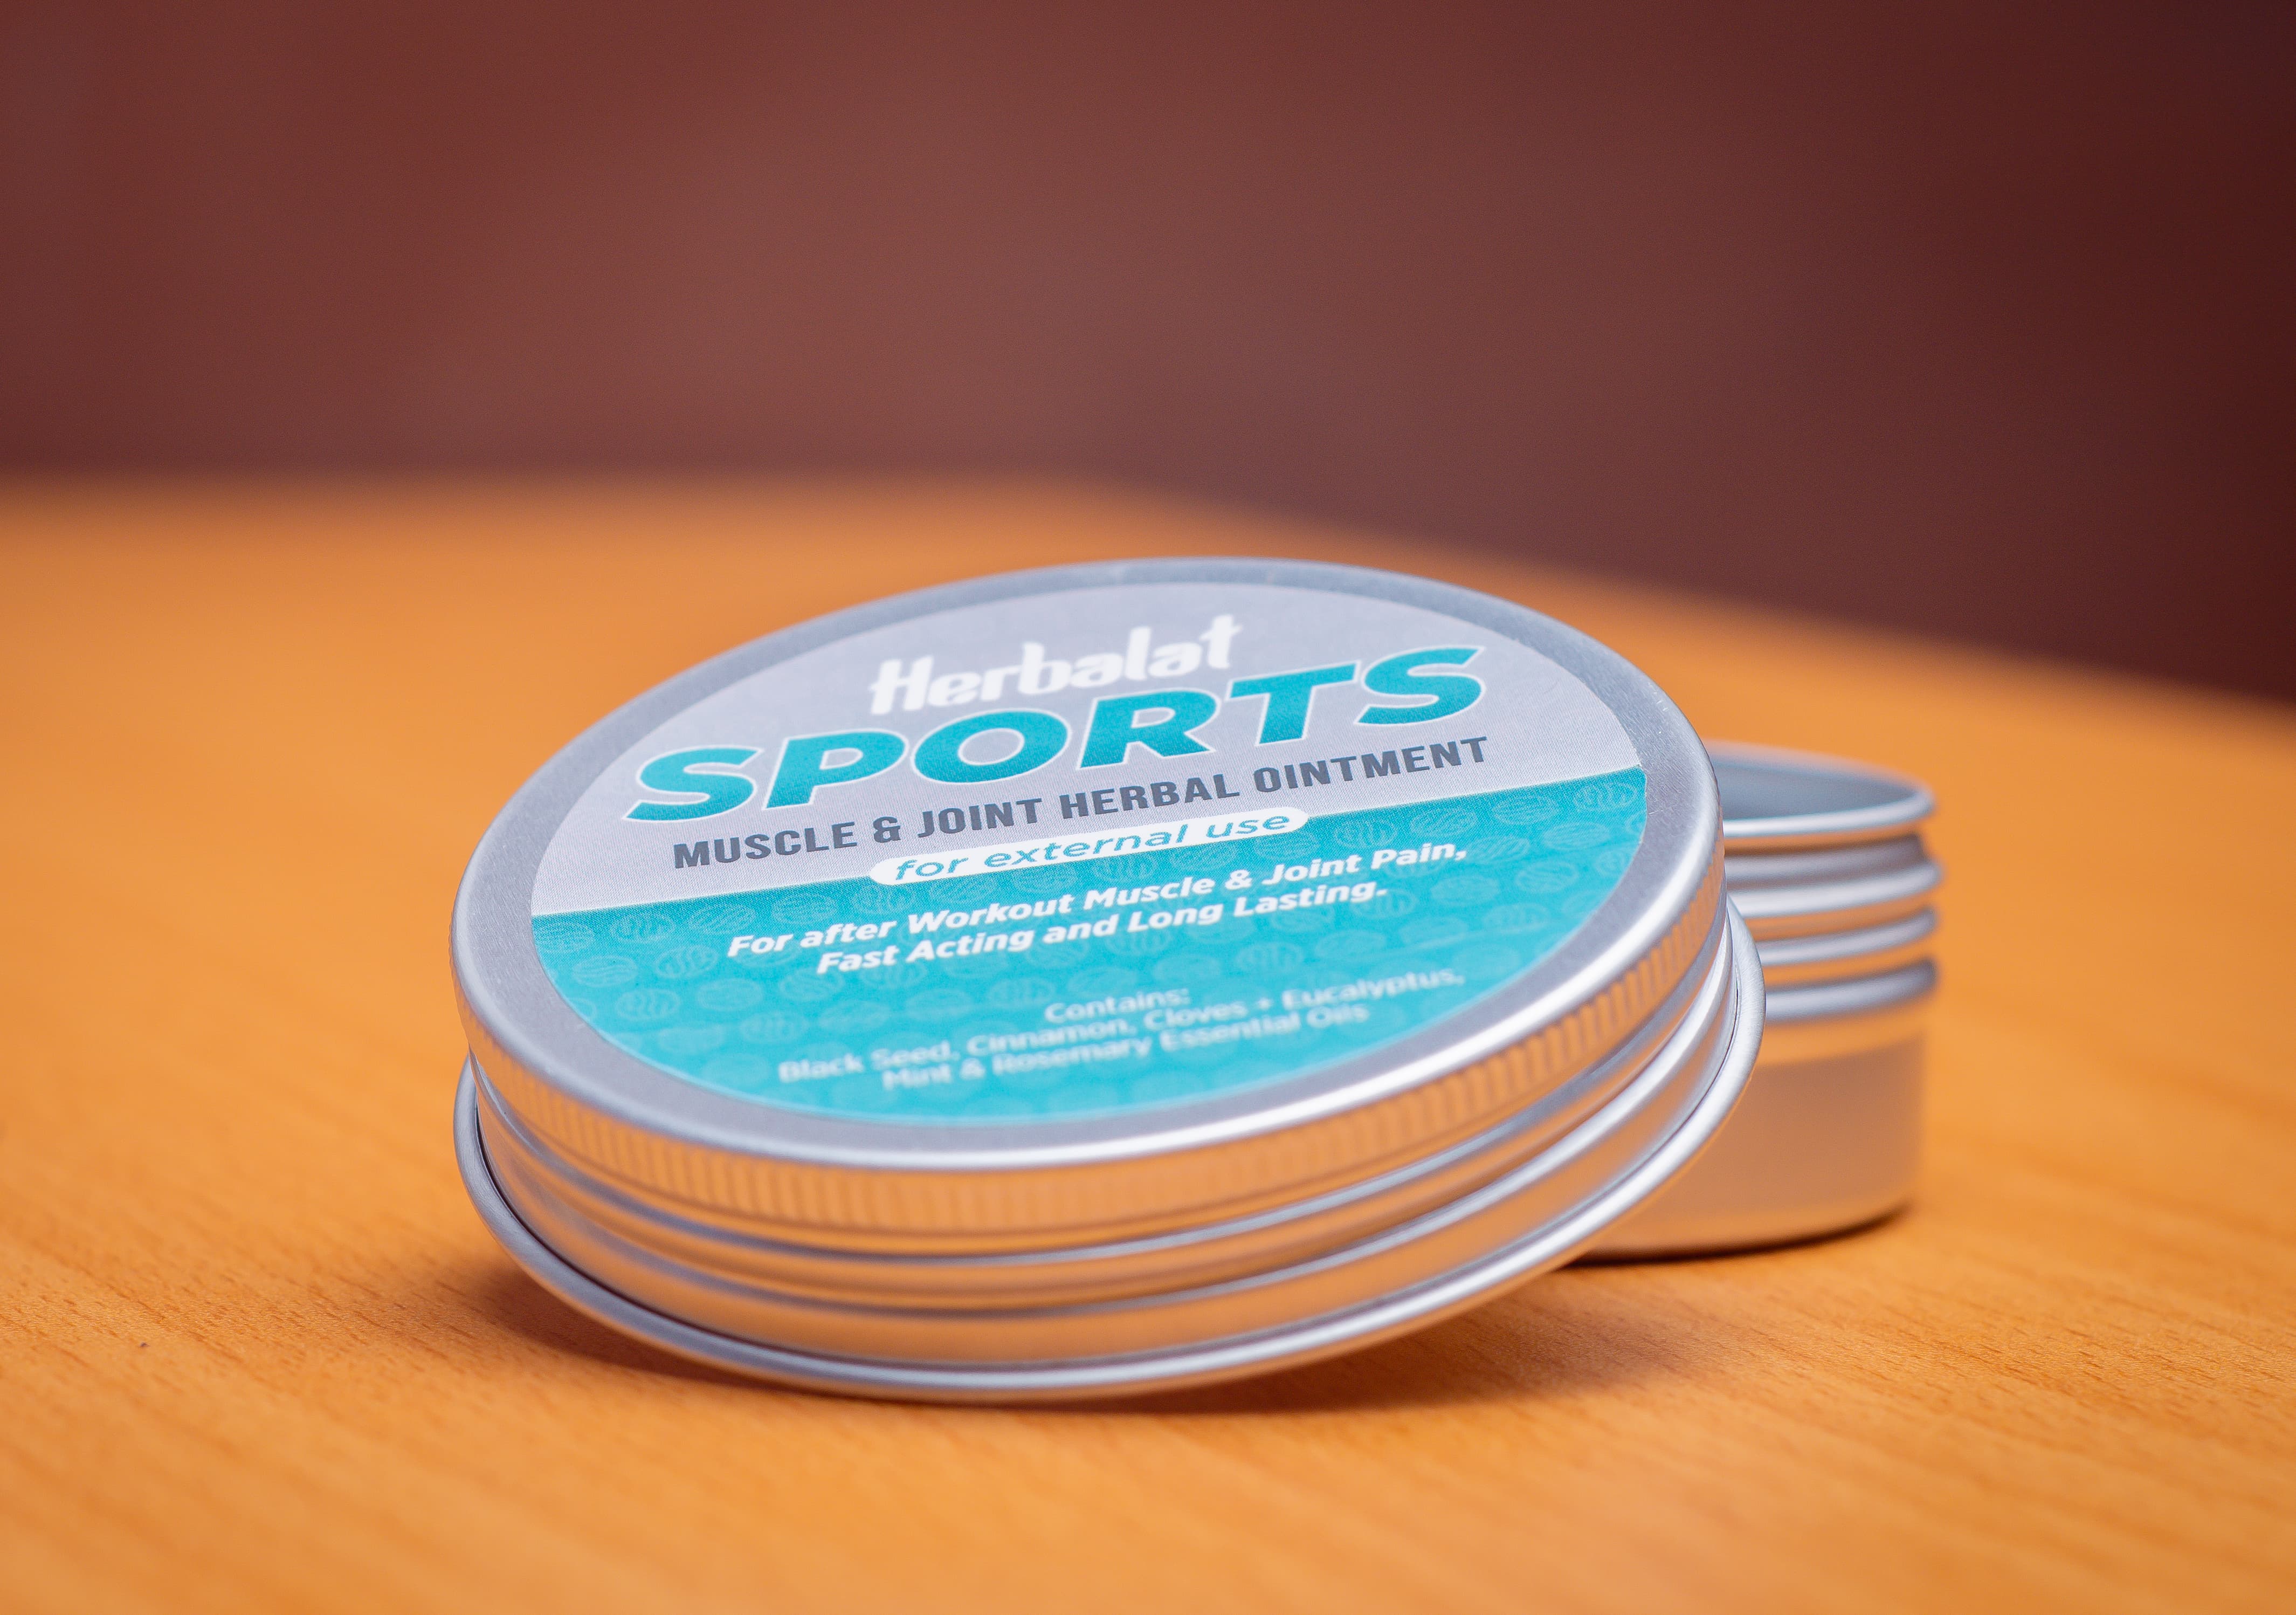 Herbalat
SPORTS
MUSCLE & JOINT HERBAL OINTMENT
for external use
For after Workout Muscle & Joint Pain,
Fast Acting and Long Lasting.
Contains:
Black Seed, Cinnamon, Cloves + Eucalyptus,
Mint & Rosemary Essential Oils